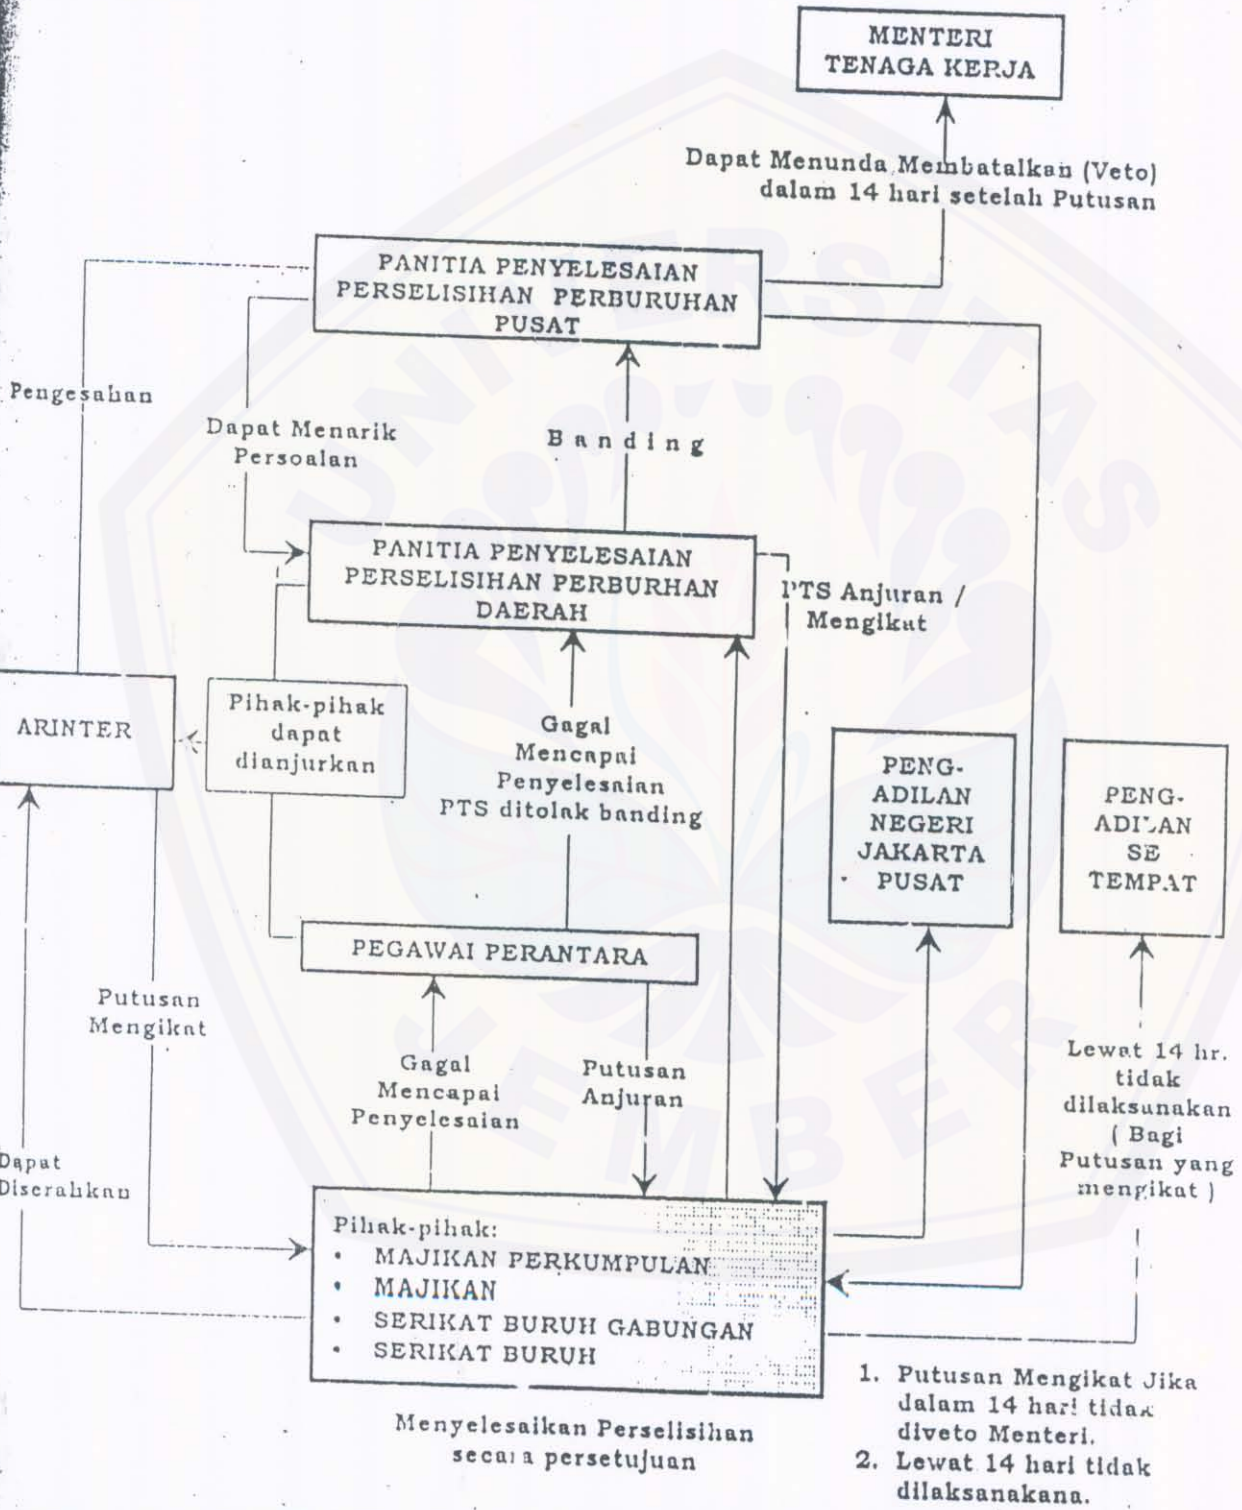 MENTERI
TENAGA KERJA
Dapat Menunda Membatalkan (Veto)
dalam 14 hari setelah Putusan
PANITIA PENYELESAIAN
PERSELISIHAN PERBURUHAN
PUSAT
Pengesahan
Dapat Menarik
Persoalan
Banding
PANITIA PENYELESAIAN
PERSELISIHAN PERBURHAN
DAERAH
PTS Anjuran /
Mengikat
ARINTER
Pihak-pihak
dapat
dianjurkan
Gagal
Mencapai
Penyelesaian
PTS ditolak banding
PENG-
ADILAN
NEGERI
JAKARTA
PUSAT
PENG-
ADILAN
SE
TEMPAT
PEGAWAI PERANTARA
Putusan
Mengikat
Gagal
Mencapai
Penyelesaian
Putusan
Anjuran
Lewat 14 hr.
tidak
dilaksanakan
( Bagi
Putusan yang
mengikat )
Dapat
Diserahkan
Pihak-pihak:
• MAJIKAN PERKUMPULAN
• MAJIKAN
• SERIKAT BURUH GABUNGAN
• SERIKAT BURUH
Menyelesaikan Perselisihan
secara persetujuan
1. Putusan Mengikat Jika
dalam 14 hari tidak
diveto Menteri.
2. Lewat 14 hari tidak
dilaksanakana.
UNIVERSITAS
JEMBER